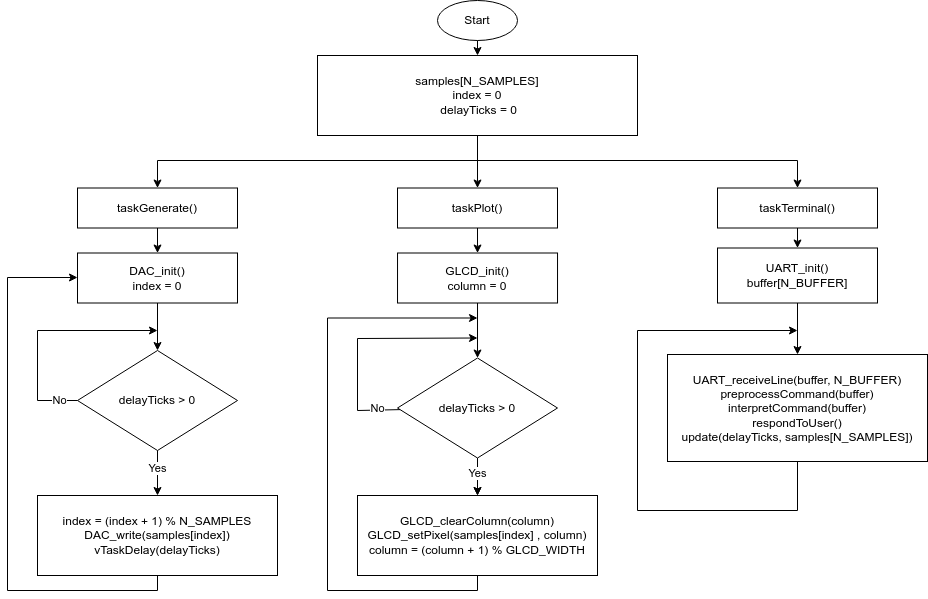 Start
samples[N_SAMPLES]
index = 0
delayTicks = 0
taskGenerate()
taskPlot()
taskTerminal()
DAC_init()
index = 0
GLCD_init()
column = 0
UART_init()
buffer[N_BUFFER]
delayTicks > 0
No
Yes
delayTicks > 0
No
Yes
UART_receiveLine(buffer, N_BUFFER)
preprocessCommand(buffer)
interpretCommand(buffer)
respondToUser()
update(delayTicks, samples[N_SAMPLES])
index = (index + 1) % N_SAMPLES
DAC_write(samples[index])
vTaskDelay(delayTicks)
GLCD_clearColumn(column)
GLCD_setPixel(samples[index] , column)
column = (column + 1) % GLCD_WIDTH